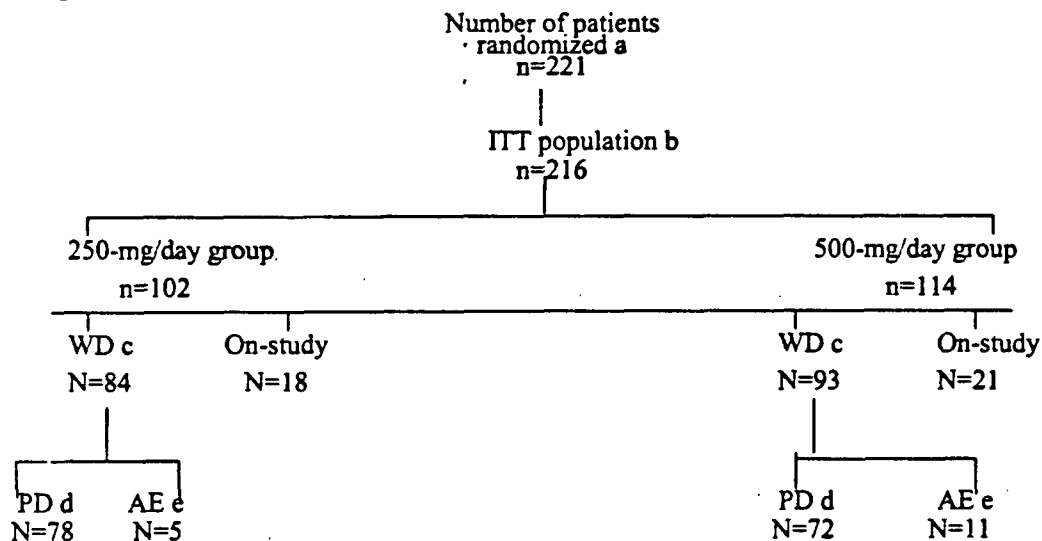 Number of patients
randomized a
n=221
ITT population b
n=216
250-mg/day group
500-mg/day group
n=102
n=114
WD c
On-study
WD c
On-study
N=84
N=18
N=93
N=21
PD d
AE e
PD d
AE e
N=78
N=5
N=72
N=11